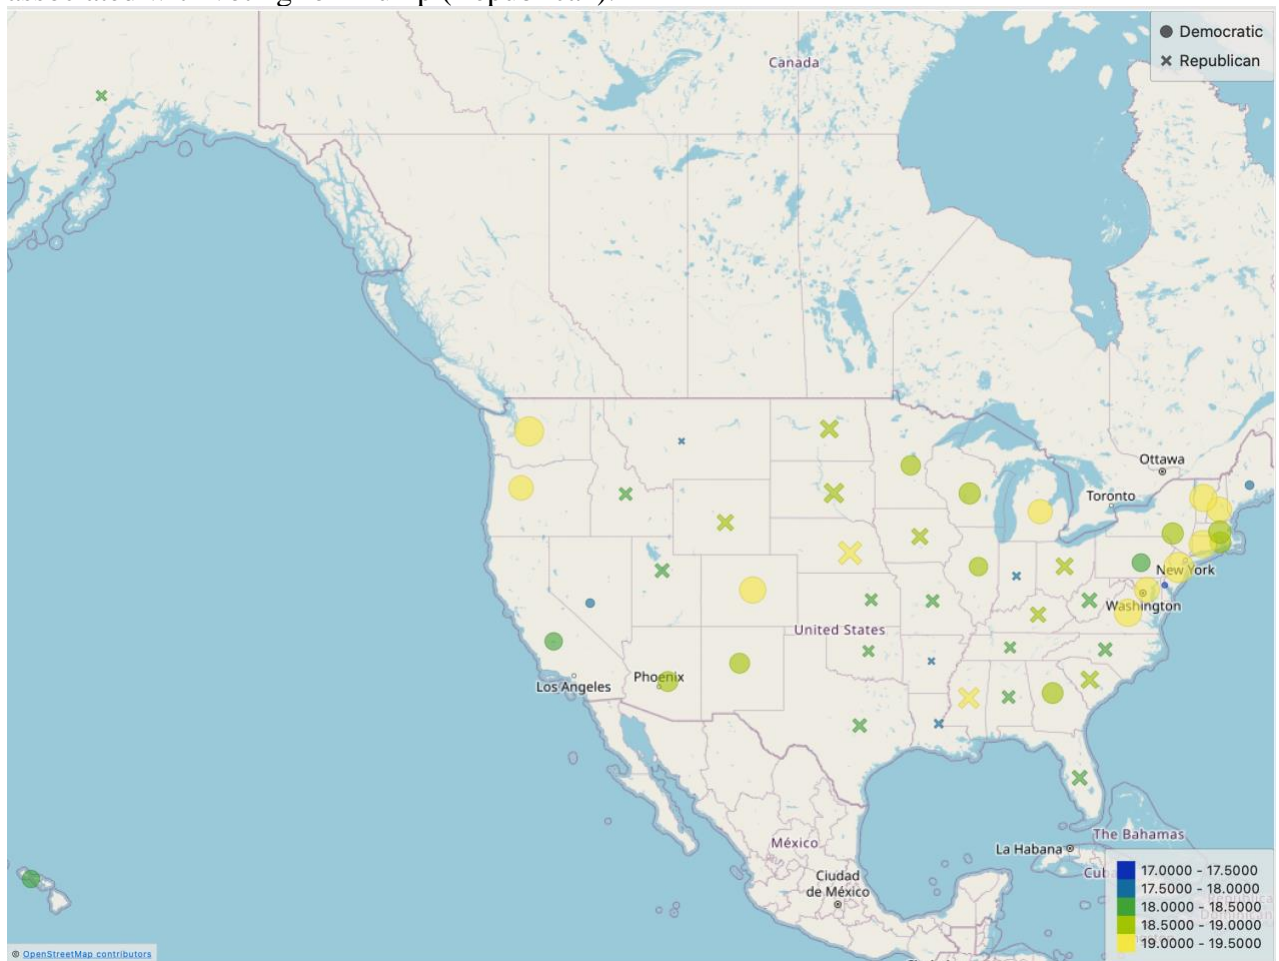 Democratic
Republican
Canada
Ottawa
Toronto
New York
Washington
United States
Phoenix
Los Angeles
The Bahamas
La Habana
México
Cuba
Ciudad
de México
17.0000 - 17.5000
17.5000 - 18.0000
18.0000 - 18.5000
18.5000 - 19.0000
19.0000 - 19.5000
© OpenStreetMap contributors